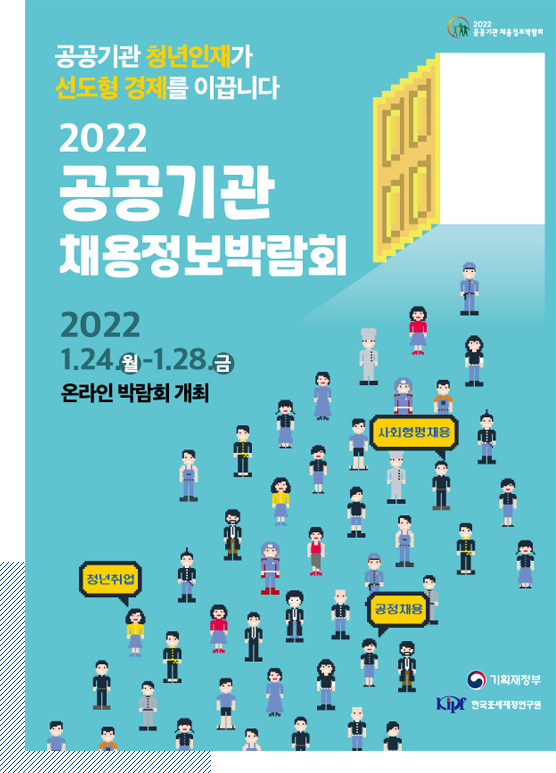 2022
공공기관 채용정보박람회
공공기관 청년인재가
선도형 경제를 이끕니다
2022
공공기관
채용정보박람회
2022
1.24.월-1.28.금
온라인 박람회 개최
사회형평채용
청년취업
공정채용
기획재정부
Kipf 한국조세재정연구원